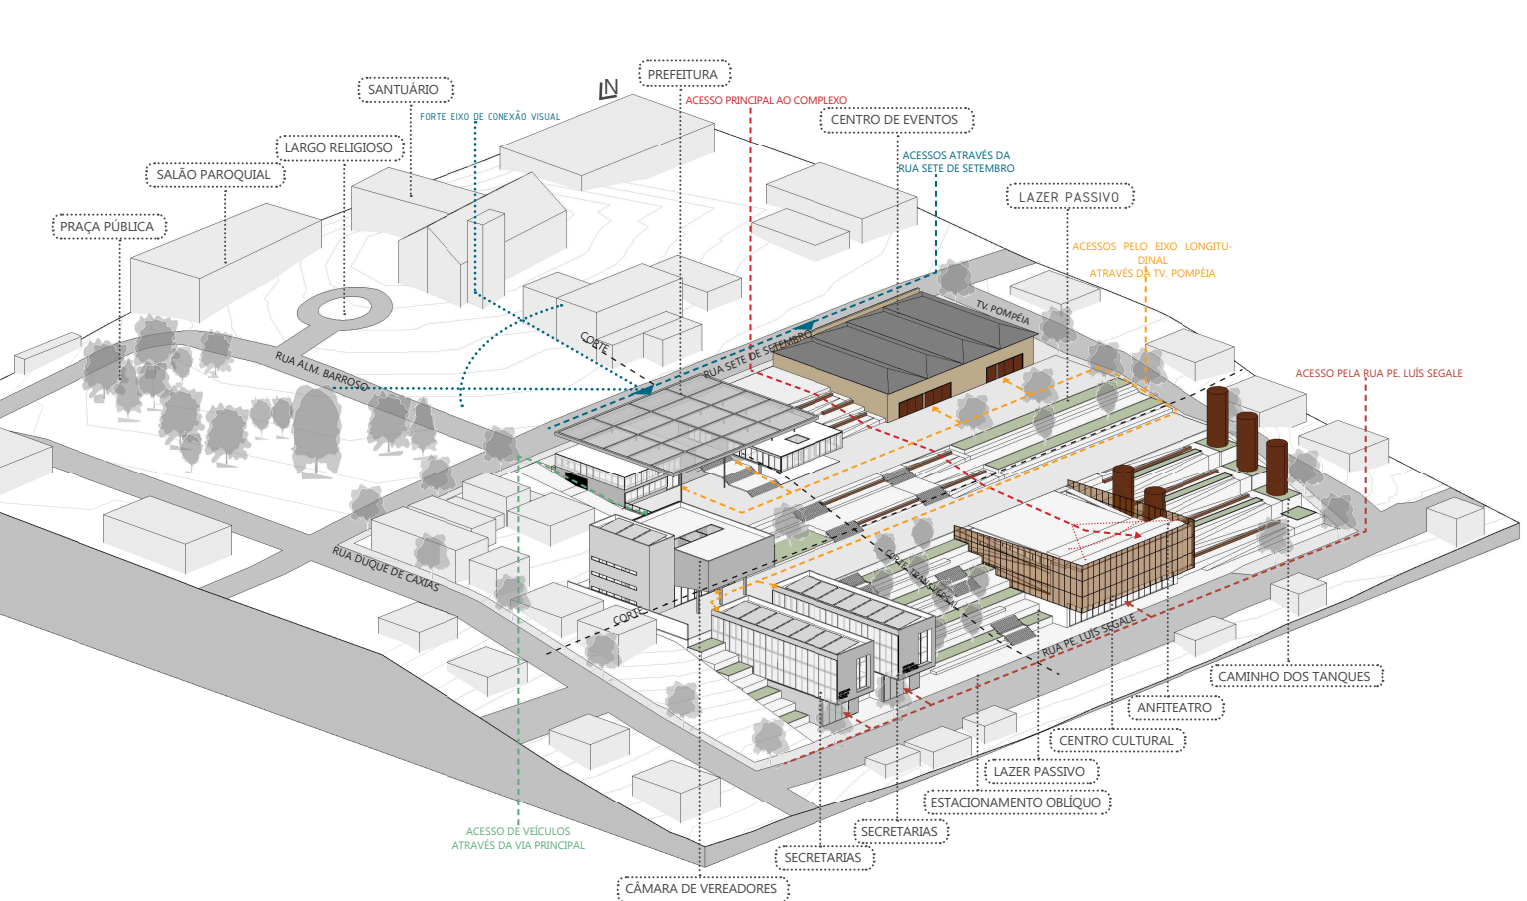 PREFEITURA
N
SANTUÁRIO
ACESSO PRINCIPAL AO COMPLEXO
FORTE EIXO DE CONEXÃO VISUAL
CENTRO DE EVENTOS
LARGO RELIGIOSO
ACESSOS ATRAVÉS DA
RUA SETE DE SETEMBRO
SALÃO PAROQUIAL
LAZER PASSIVO
PRAÇA PÚBLICA
ACESSOS PELO EIXO LONGITU-
DINAL
ATRAVÉS DA TV. POMPÉIA
TV. POMPÉIA
CORTE
RUA SETE DE SETEMBRO
RUA ALM. BARROSO
ACESSO PELA RUA PE. LUÍS SEGALE
RUA DUQUE DE CAXIAS
CORTE TRANSVERSAL
CORTE
RUA PE. LUÍS SEGALE
CAMINHO DOS TANQUES
ANFITEATRO
CENTRO CULTURAL
LAZER PASSIVO
ESTACIONAMENTO OBLÍQUO
ACESSO DE VEÍCULOS
ATRAVÉS DA VIA PRINCIPAL
SECRETARIAS
SECRETARIAS
CÂMARA DE VEREADORES